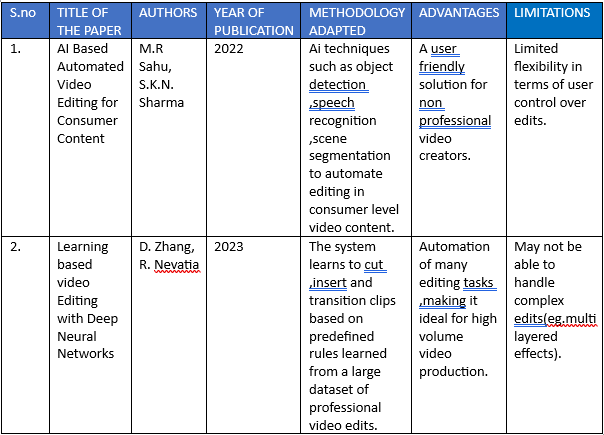 S.no
TITLE OF
THE PAPER
AUTHORS
YEAR OF
PUBLICATION
METHODOLOGY
ADAPTED
ADVANTAGES
LIMITATIONS
1.
AI Based
Automated
Video
Editing for
Consumer
Content
M.R
Sahu,
S.K.N.
Sharma
2022
Ai techniques
such as object
detection
,speech
recognition
,scene
segmentation
to automate
editing in
consumer level
video content.
A user
friendly
solution for
non
professional
video
creators.
Limited
flexibility in
terms of user
control over
edits.
2.
Learning
based
video
Editing
with Deep
Neural
Networks
D. Zhang,
R. Nevatia
2023
The system
learns to cut
,insert and
transition clips
based on
predefined
rules learned
from a large
dataset of
professional
video edits.
Automation
of many
editing tasks
,making it
ideal for high
volume
video
production.
May not be
able to
handle
complex
edits(eg.multi
layered
effects).